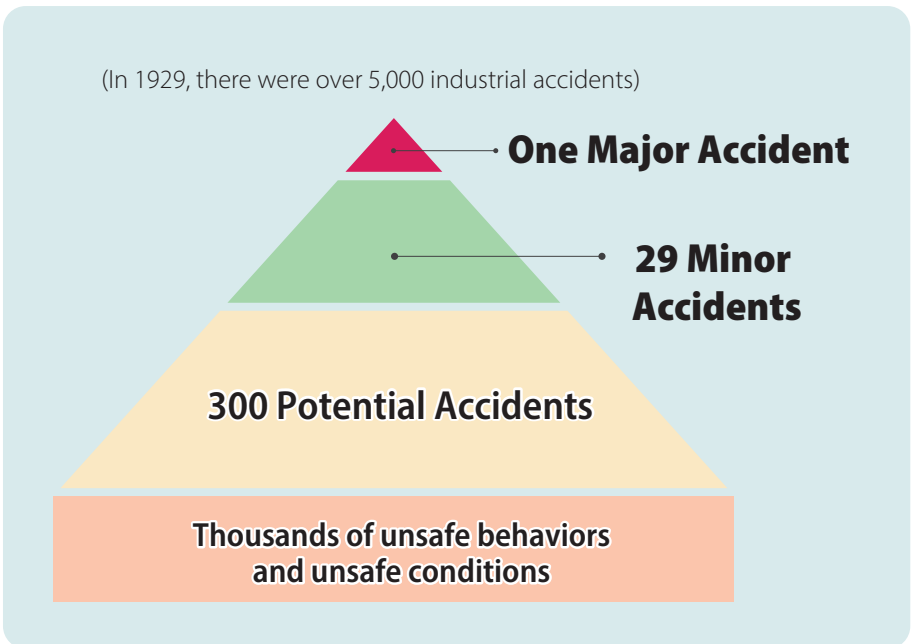 (In 1929, there were over 5,000 industrial accidents)
One Major Accident
29 Minor
Accidents
300 Potential Accidents
Thousands of unsafe behaviors
and unsafe conditions